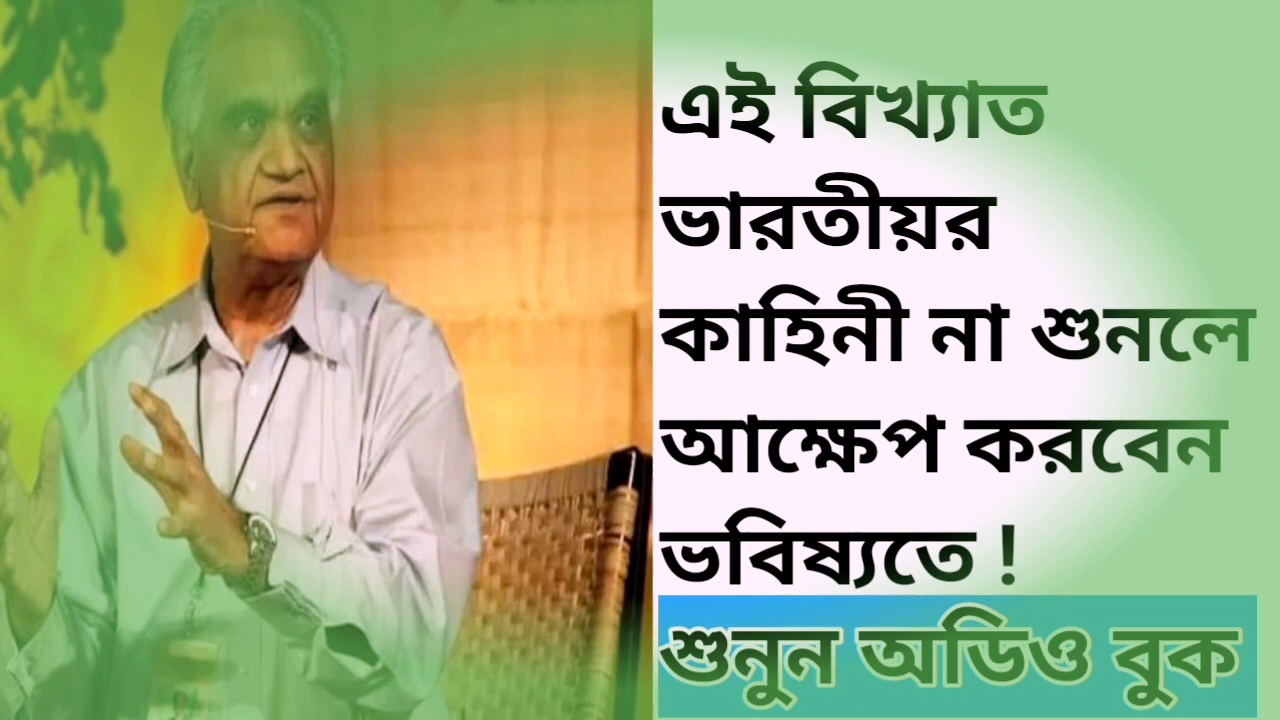 এই বিখ্যাত
ভারতীয়র
কাহিনী না শুনলে
আক্ষেপ করবেন
ভবিষ্যতে !
শুনুন অডিও বুক